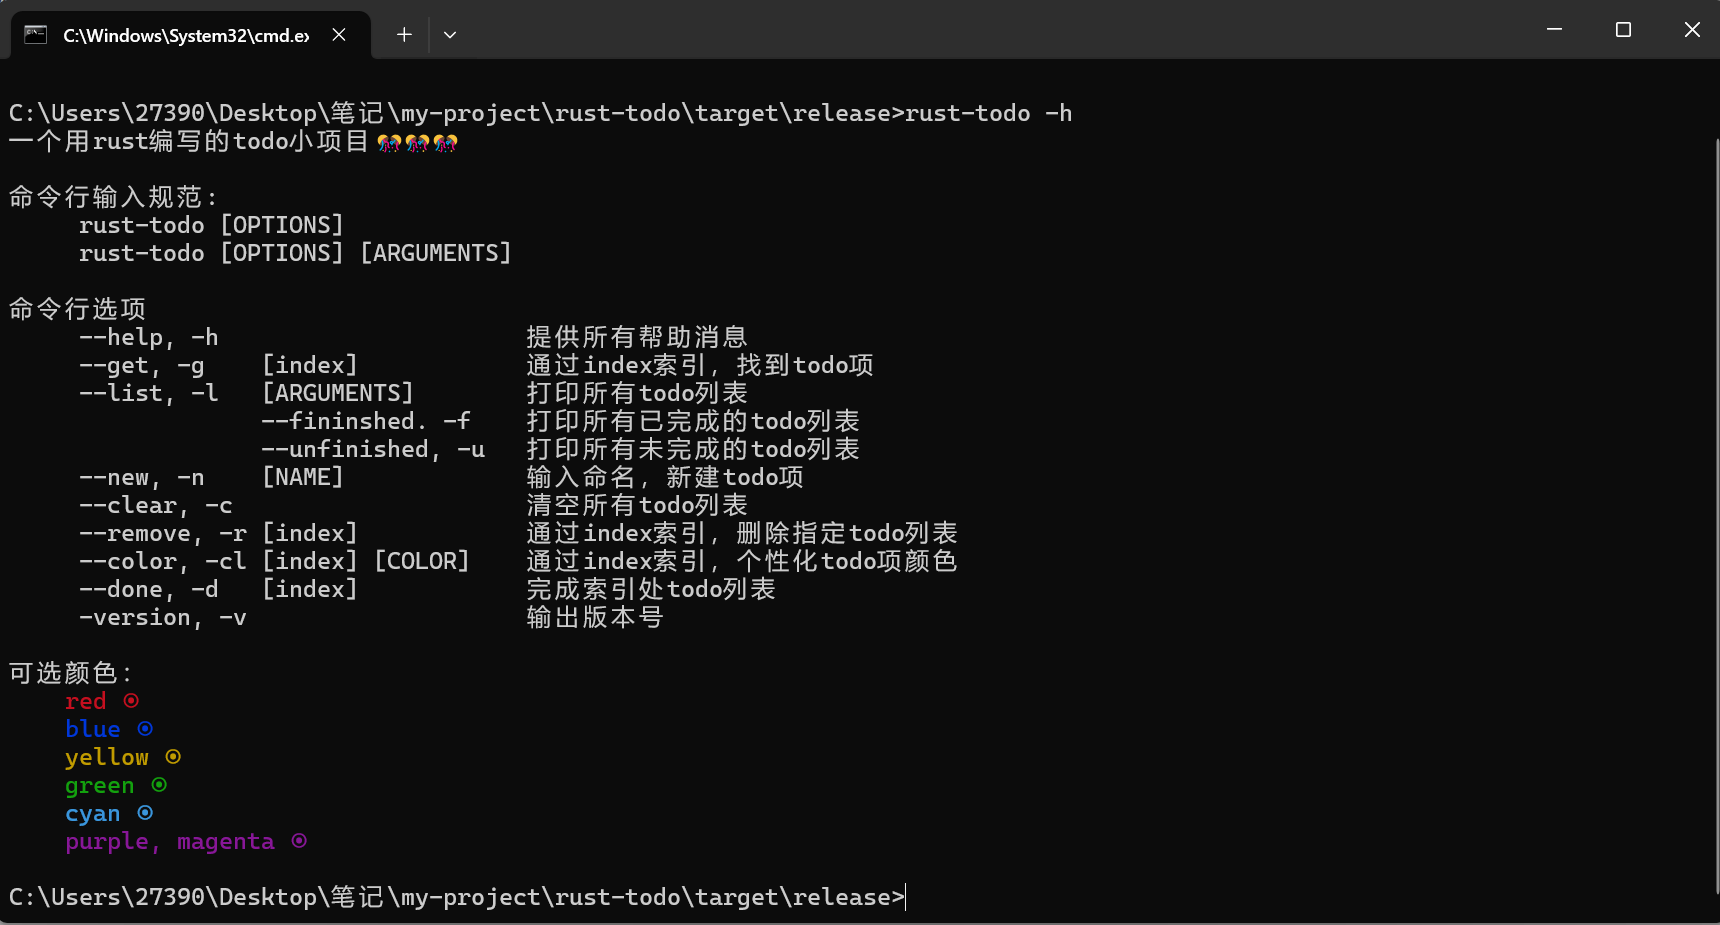 C:\Windows\System32\cmd.ex
C:\Users\27390\Desktop\笔记\my-project\rust-todo\target\release>rust-todo -h
一个用rust编写的todo小项目🎊🎊🎊
命令行输入规范:
rust-todo [OPTIONS]
rust-todo [OPTIONS] [ARGUMENTS]
命令行选项
--help, -h 提供所有帮助消息
--get, -g [index] 通过index索引, 找到todo项
--list, -l [ARGUMENTS] 打印所有todo列表
--fininshed. -f 打印所有已完成的todo列表
--unfinished, -u 打印所有未完成的todo列表
--new, -n [NAME] 输入命名, 新建todo项
--clear, -c 清空所有todo列表
--remove, -r [index] 通过index索引, 删除指定todo列表
--color, -cl [index] [COLOR] 通过index索引, 个性化todo项颜色
--done, -d [index] 完成索引处todo列表
-version, -v 输出版本号
可选颜色:
red ⦿
blue ⦿
yellow ⦿
green ⦿
cyan ⦿
purple, magenta ⦿
C:\Users\27390\Desktop\笔记\my-project\rust-todo\target\release>